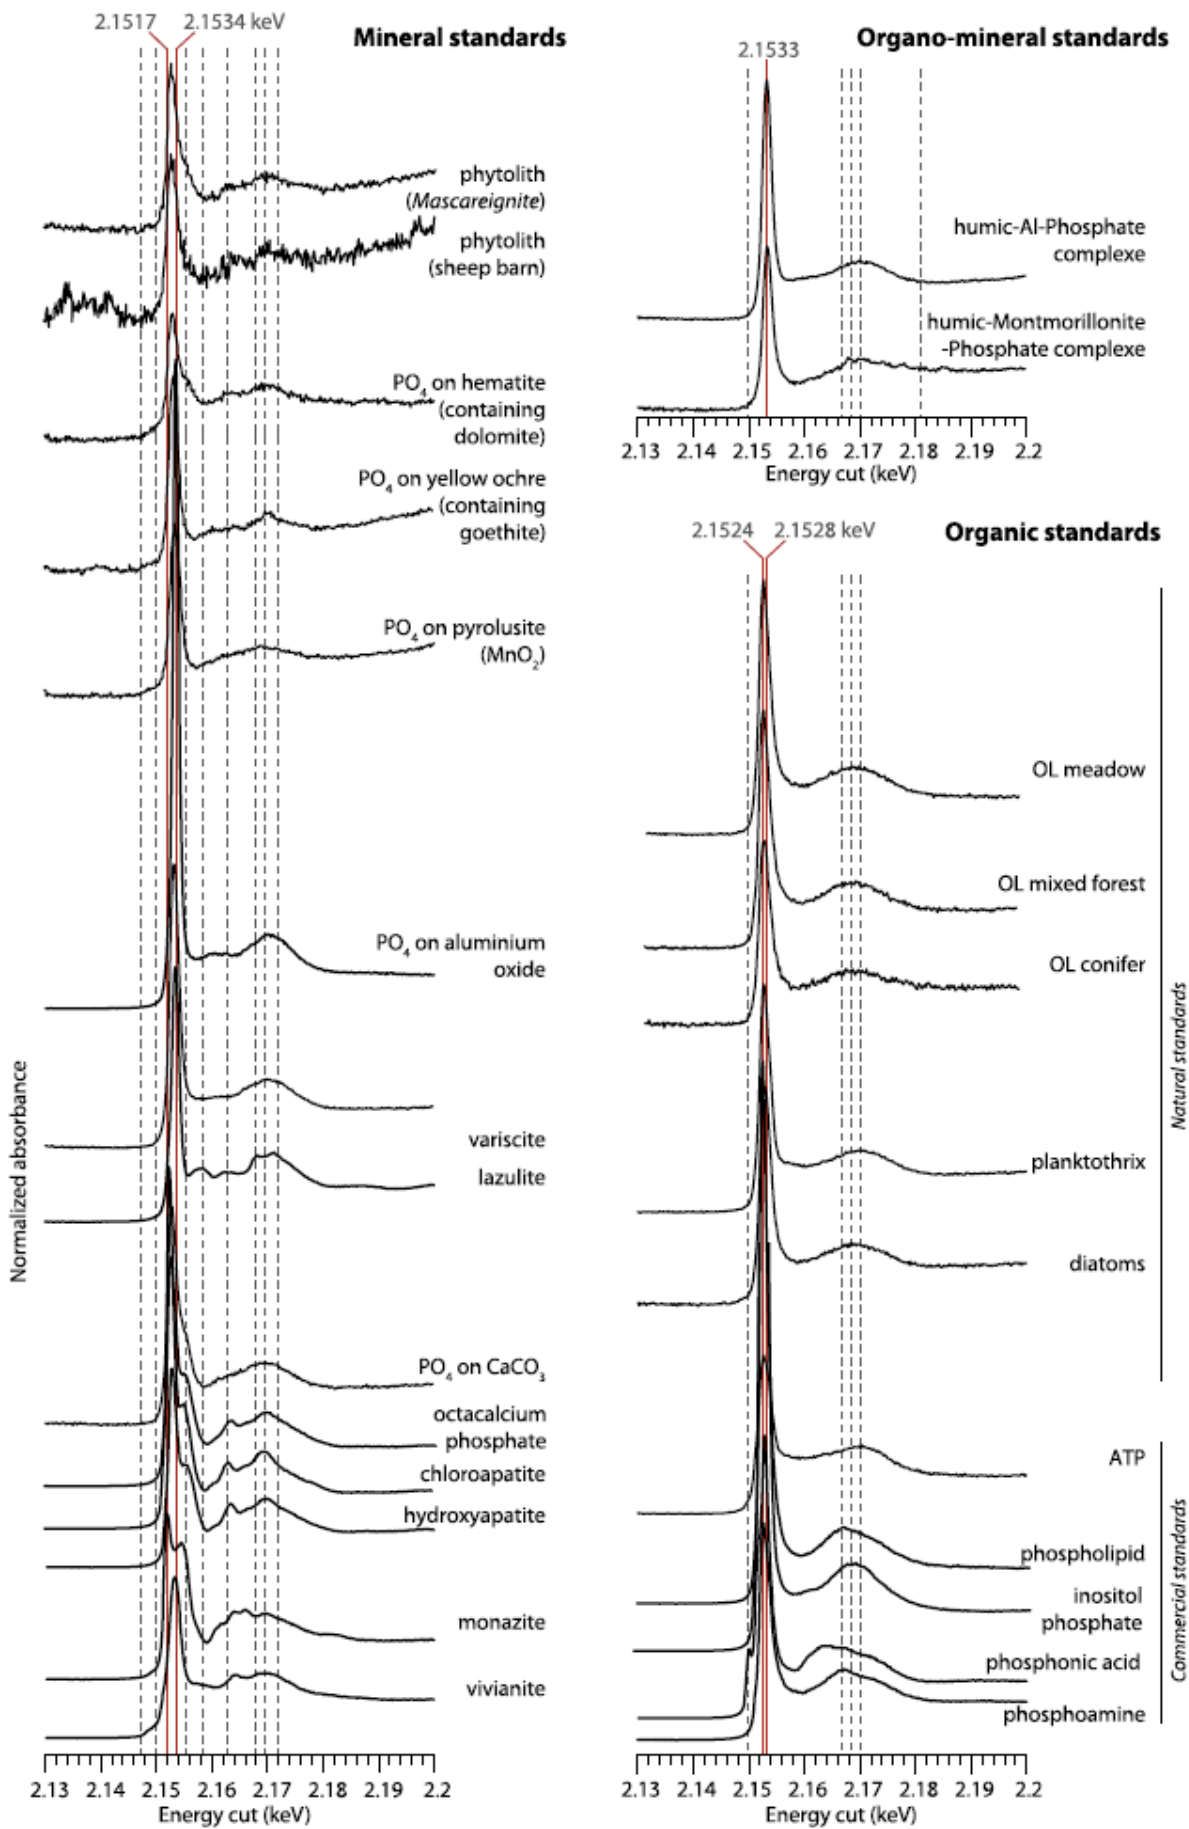 2.1517
2.1534 keV
Mineral standards
phytolith
(Mascareignite)
phytolith
(sheep barn)
PO4 on hematite
(containing
dolomite)
PO4 on yellow ochre
(containing
goethite)
PO4 on pyrolusite
(MnO2)
PO4 on aluminium
oxide
variscite
lazulite
PO4 on CaCO3
octacalcium
phosphate
chloroapatite
hydroxyapatite
monazite
vivianite
Normalized absorbance
2.13 2.14 2.15 2.16 2.17 2.18 2.19 2.2
Energy cut (keV)
Organo-mineral standards
2.1533
humic-Al-Phosphate
complexe
humic-Montmorillonite
-Phosphate complexe
2.13 2.14 2.15 2.16 2.17 2.18 2.19 2.2
Energy cut (keV)
2.1524
2.1528 keV
Organic standards
OL meadow
OL mixed forest
OL conifer
planktothrix
diatoms
Natural standards
ATP
phospholipid
inositol
phosphate
phosphonic acid
phosphoamine
Commercial standards
2.13 2.14 2.15 2.16 2.17 2.18 2.19 2.2
Energy cut (keV)